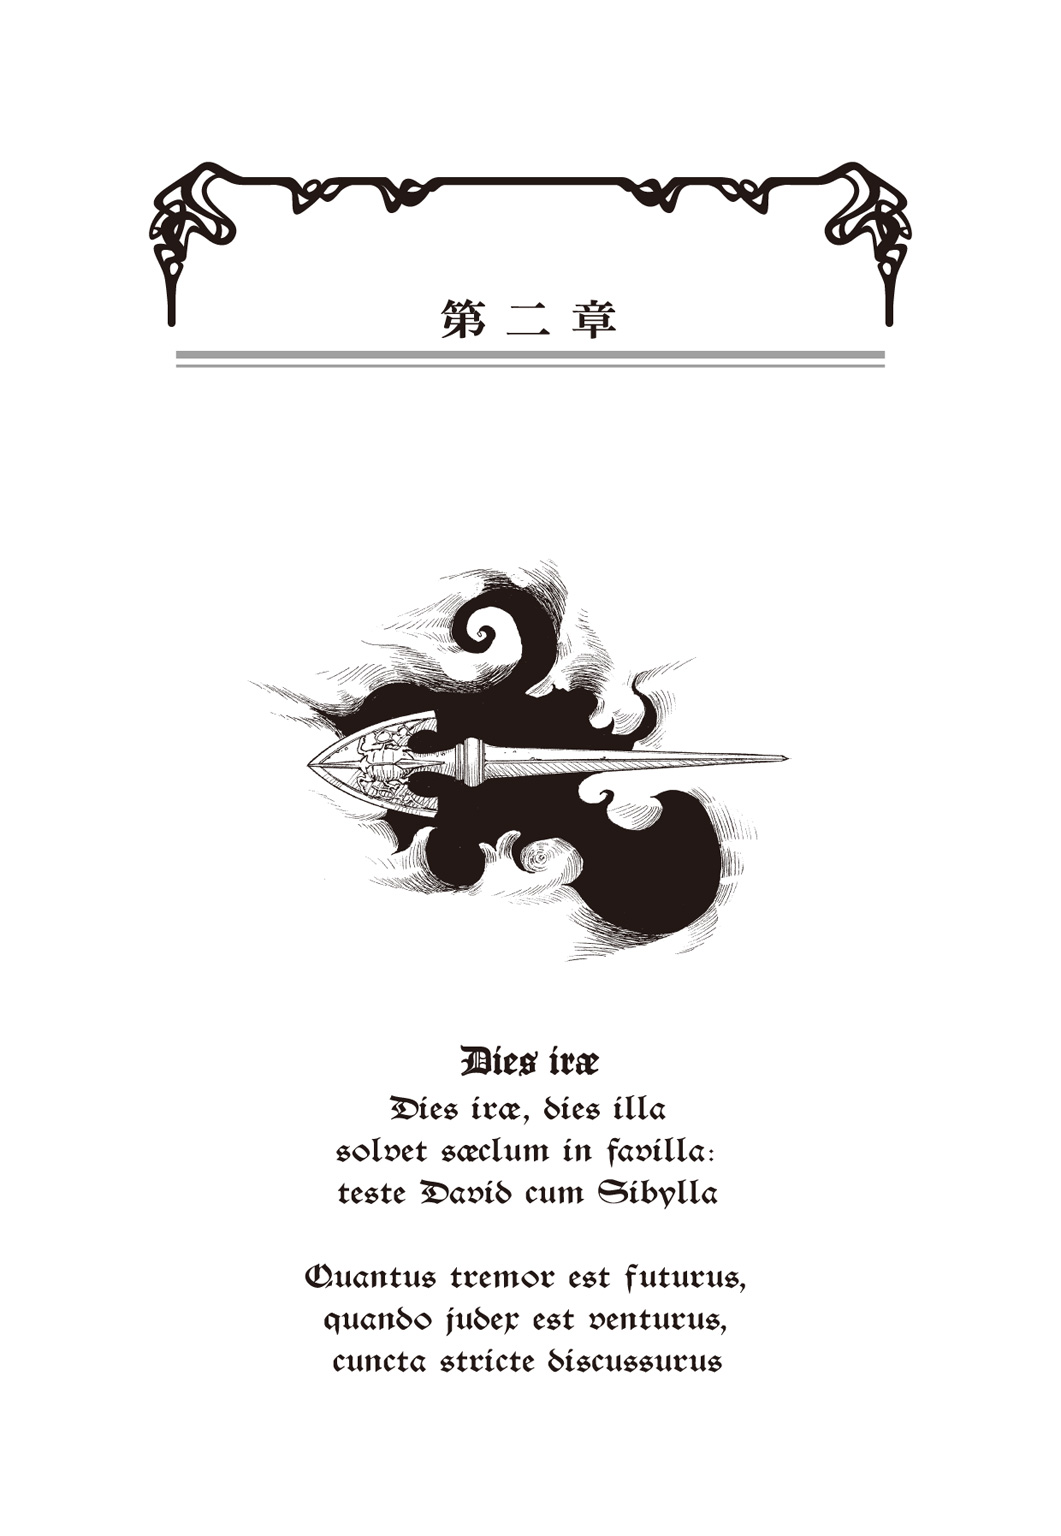 第二章
Dies iræ
Dies iræ, dies illa
solvet sæclum in favilla:
teste David cum Sibylla
Quantus tremor est futurus,
quando judex est venturus,
cuncta stricte discussurus